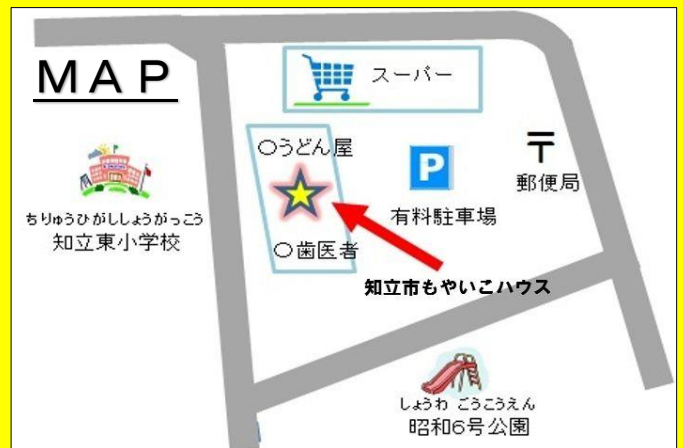 MAP
スーパー
○うどん屋
P
有料駐車場
〒
郵便局
ちりゅうひがししょうがっこう
知立東小学校
○歯医者
知立市もやいこハウス
しょうわ ごうこうえん
昭和6号公園